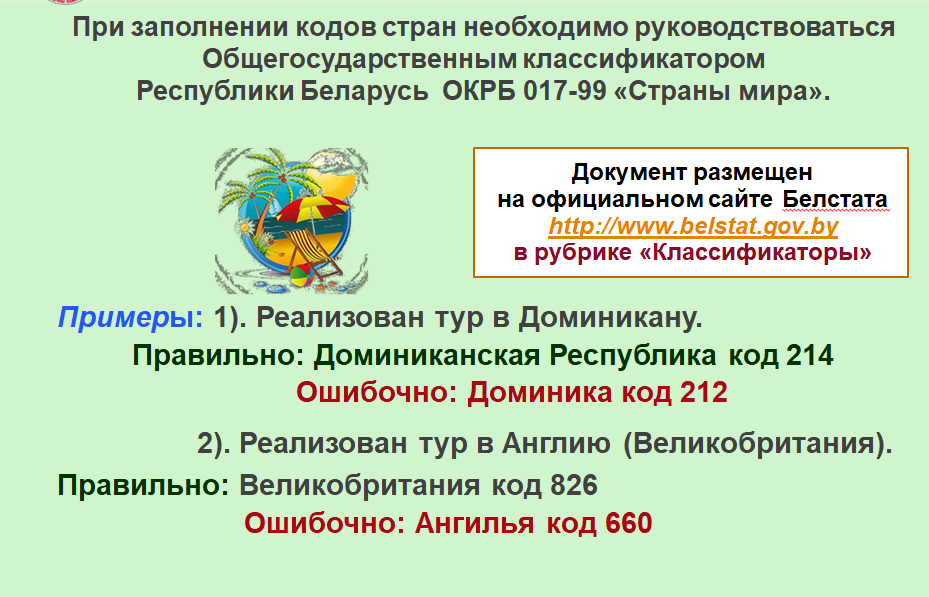 При заполнении кодов стран необходимо руководствоваться
Общегосударственным классификатором
Республики Беларусь ОКРБ 017-99 «Страны мира».
Документ размещен
на официальном сайте Белстата
http://www.belstat.gov.by
в рубрике «Классификаторы»
Примеры: 1). Реализован тур в Доминикану.
Правильно: Доминиканская Республика код 214
Ошибочно: Доминика код 212
2). Реализован тур в Англию (Великобритания).
Правильно: Великобритания код 826
Ошибочно: Ангилья код 660